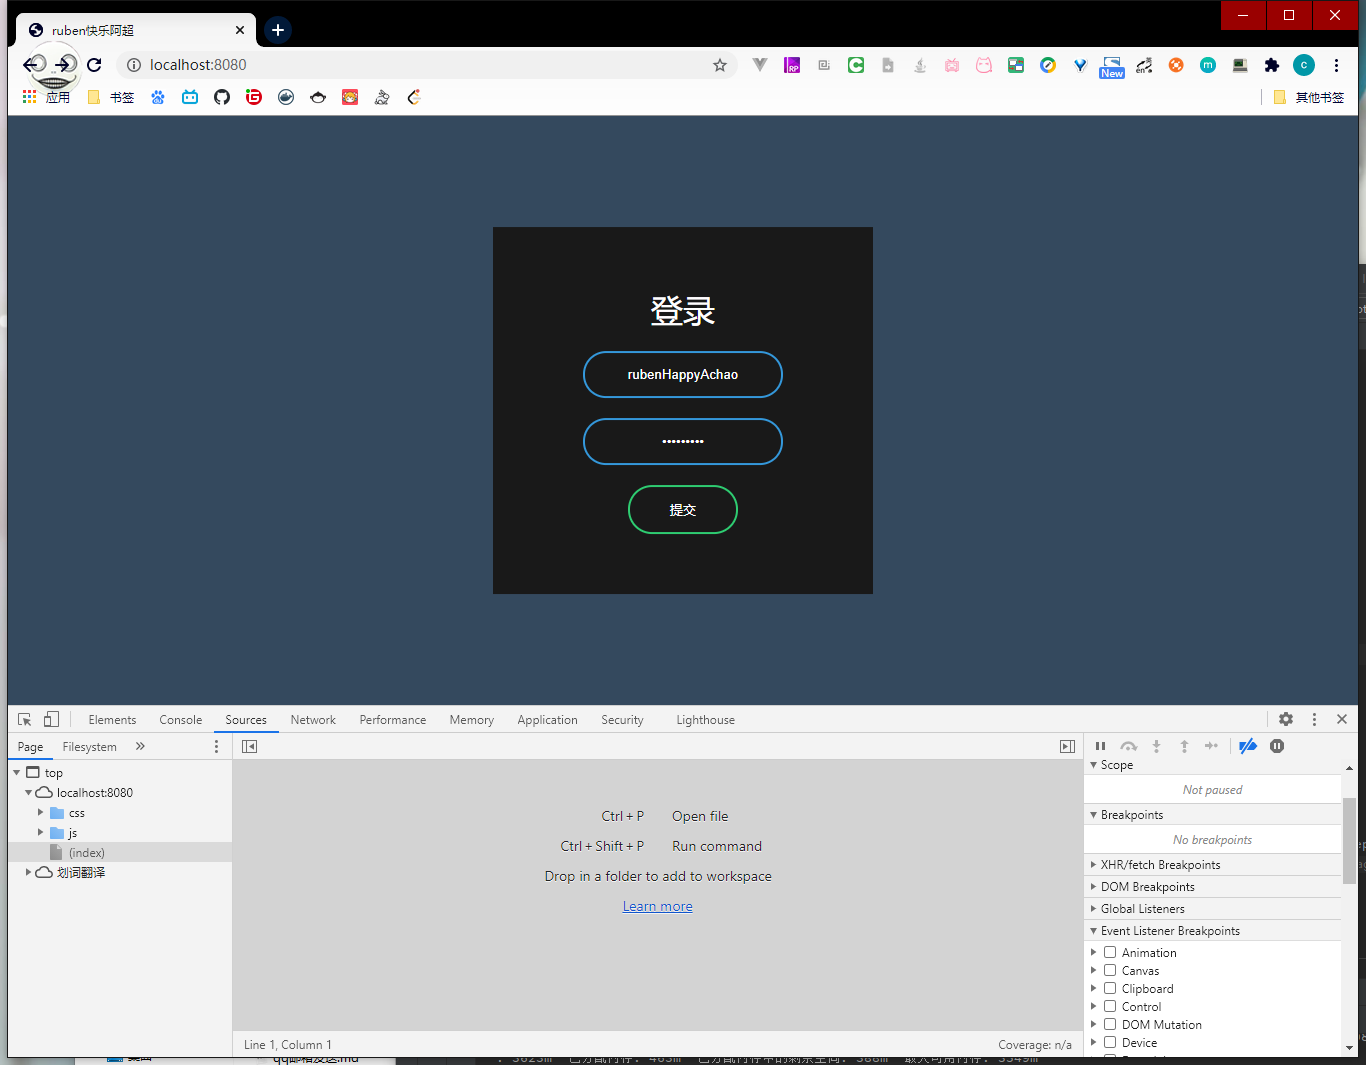 ruben快乐阿超
localhost:8080
RP
New
en
m
c
应用
书签
其他书签
登录
rubenHappyAchao
•••••••••
提交
Elements Console Sources Network Performance Memory Application Security Lighthouse
Page Filesystem »
top
localhost:8080
css
js
(index)
划词翻译
Ctrl + P Open file
Ctrl + Shift + P Run command
Drop in a folder to add to workspace
Learn more
Line 1, Column 1
Coverage: n/a
Scope
Not paused
Breakpoints
No breakpoints
XHR/fetch Breakpoints
DOM Breakpoints
Global Listeners
Event Listener Breakpoints
Animation
Canvas
Clipboard
Control
DOM Mutation
Device